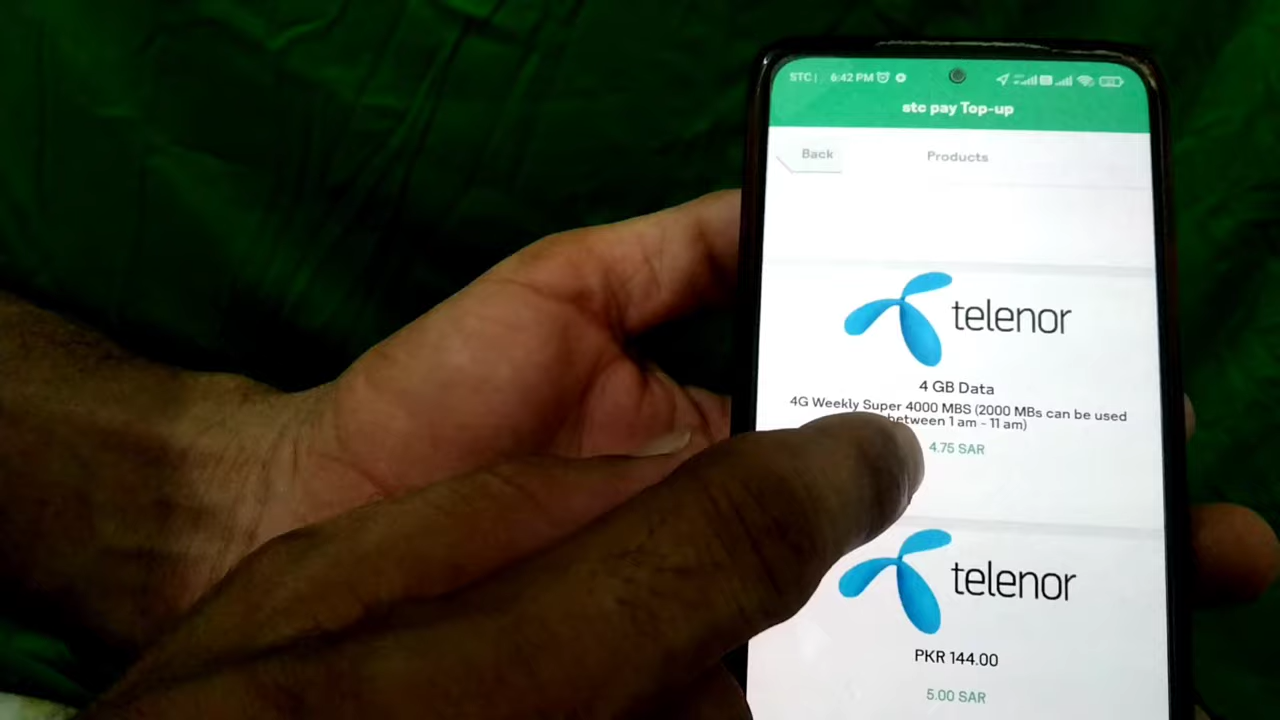 STC | 6:42 PM
stc pay Top-up
Back
Products
telenor
4 GB Data
4G Weekly Super 4000 MBS (2000 MBs can be used
between 1 am - 11 am)
4.75 SAR
telenor
PKR 144.00
5.00 SAR